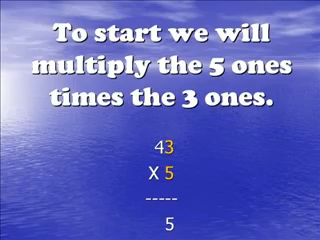 To start we will
multiply the 5 ones
times the 3 ones.
43
X 5
-----
5